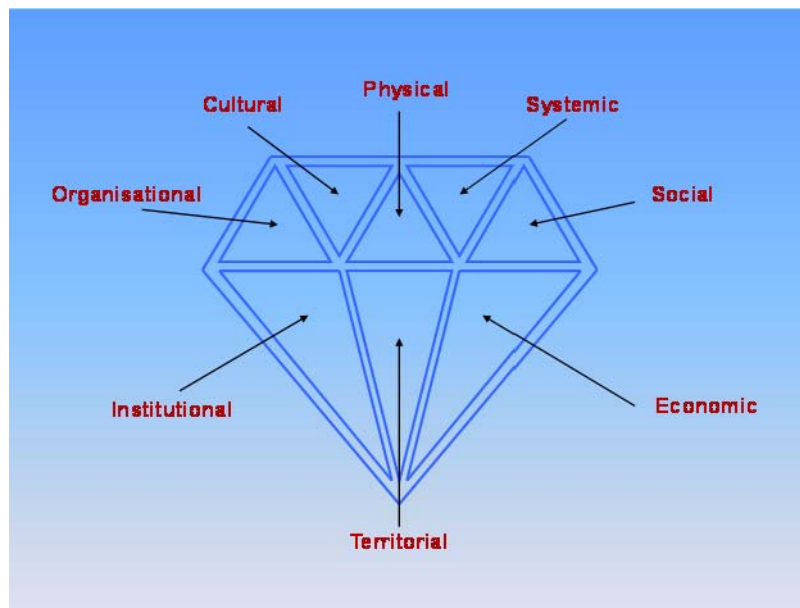 Physical
Cultural
Systemic
Organisational
Social
Institutional
Economic
Territorial